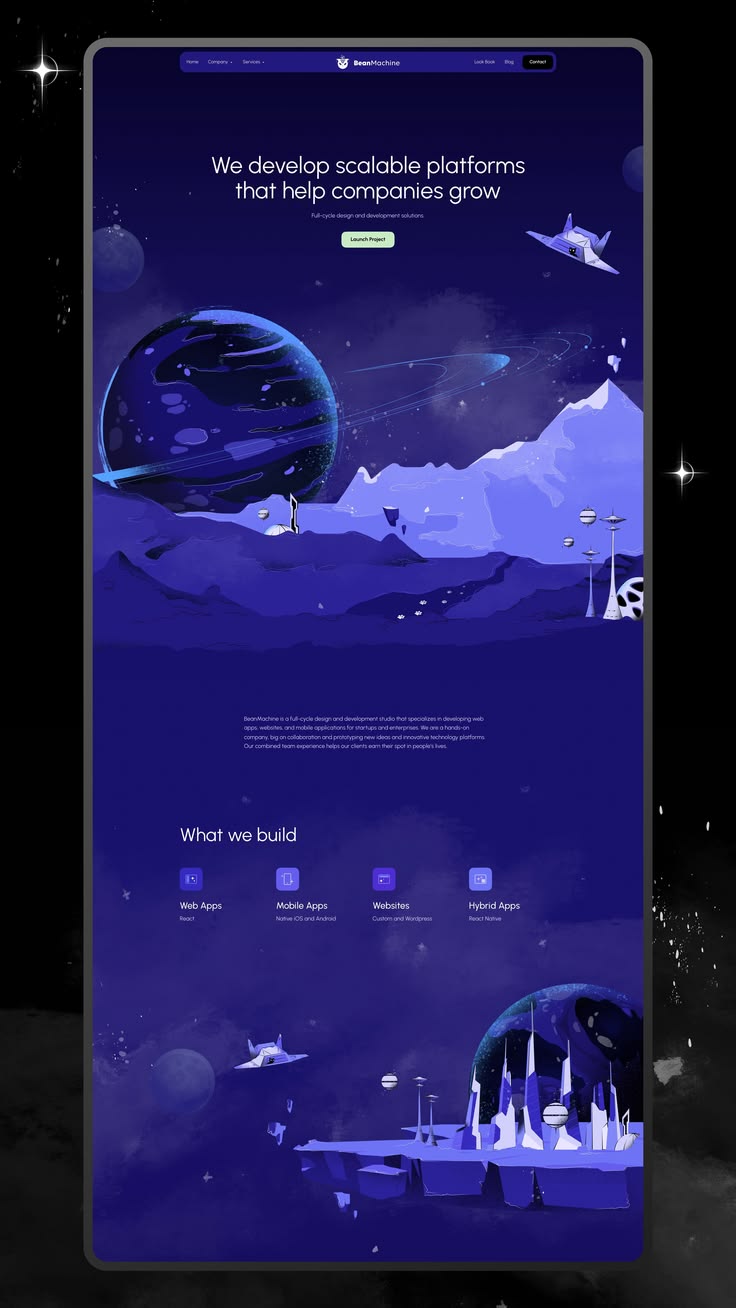 Home Company Services BeanMachine Look Book Blog Contact
We develop scalable platforms
that help companies grow
Full-cycle design and development solutions.
Launch Project
BeanMachine is a full-cycle design and development studio that specializes in developing web
apps, websites, and mobile applications for startups and enterprises. We are a hands-on
company, big on collaboration and prototyping new ideas and innovative technology platforms.
Our combined team experience helps our clients earn their spot in people's lives.
What we build
Web Apps Mobile Apps Websites Hybrid Apps
React Native iOS and Android Custom and Wordpress React Native